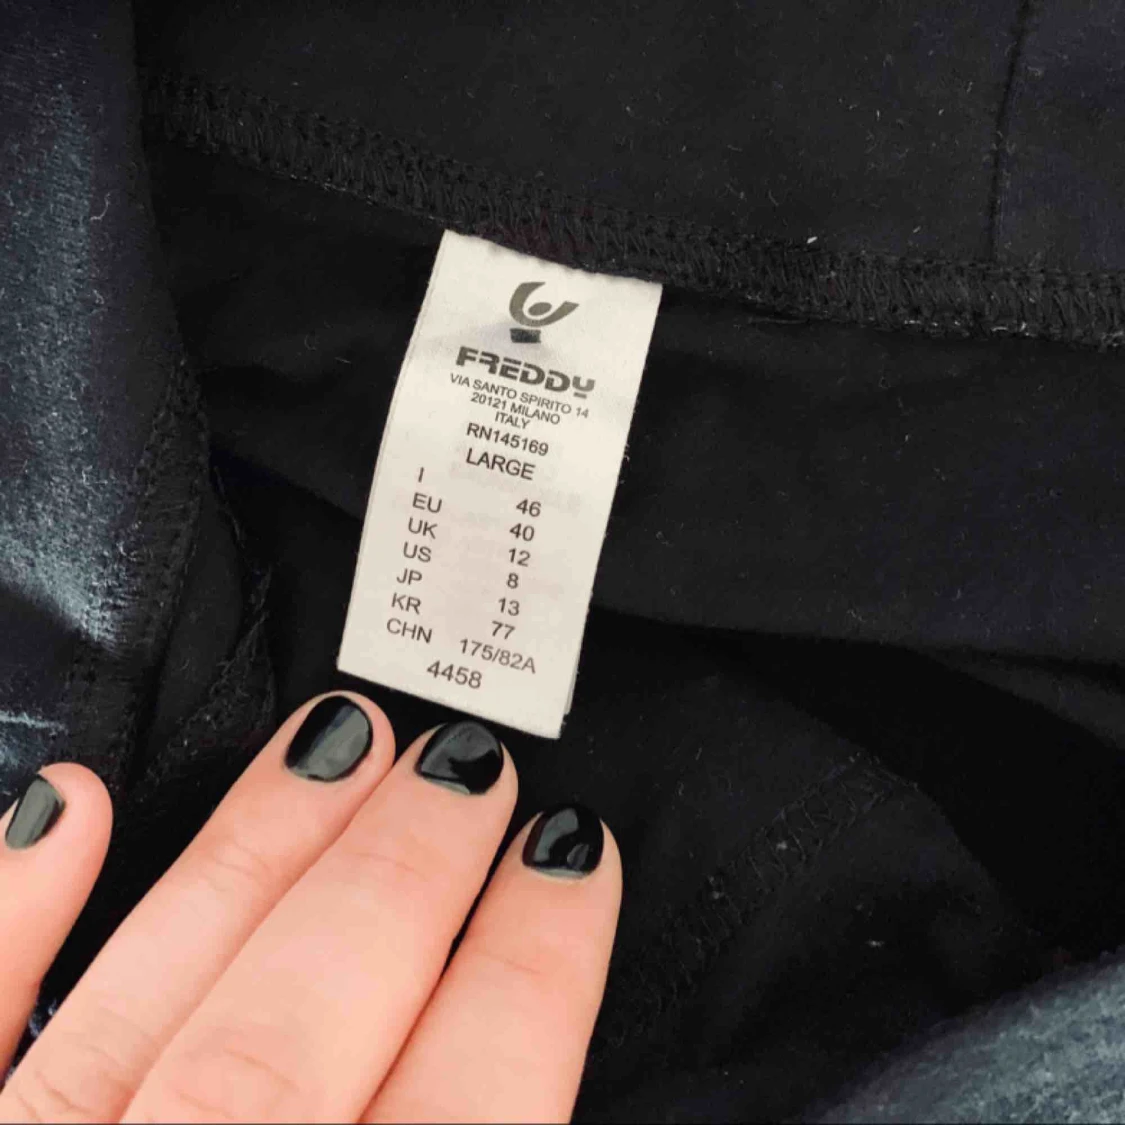 FREDDY
VIA SANTO SPIRITO 14
20121 MILANO
ITALY
RN145169
LARGE
I 46
EU 40
UK 12
US 8
JP 13
KR 77
CHN 175/82A
4458